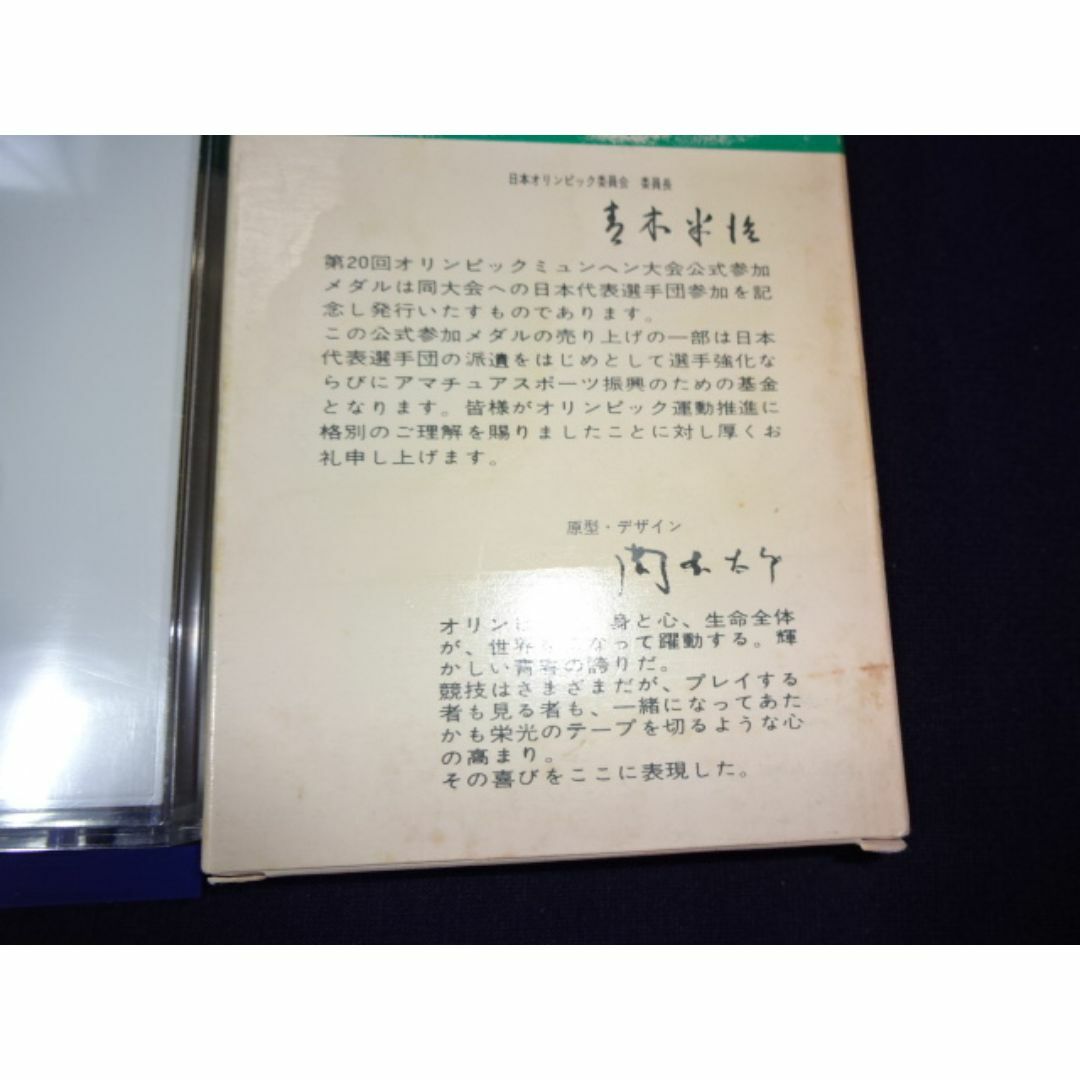 日本オリンピック委員会 委員長
青木半治
第20回オリンピックミュンヘン大会公式参加
メダルは同大会への日本代表選手団参加を記
念し発行いたすものであります。
この公式参加メダルの売り上げの一部は日本
代表選手団の派遣をはじめとして選手強化な
らびにアマチュアスポーツ振興のための基金
となります。皆様がオリンピック運動推進に
格別のご理解を賜りましたことに対し厚くお
礼申し上げます。
原型・デザイン
岡本太郎
身と心、生命全体
が、世界 なって躍動する。輝
かしい青春の誇りだ。
競技はさまざまだが、プレイする
者も見る者も、一緒になってあた
かも栄光のテープを切るような心
の高まり。
その喜びをここに表現した。